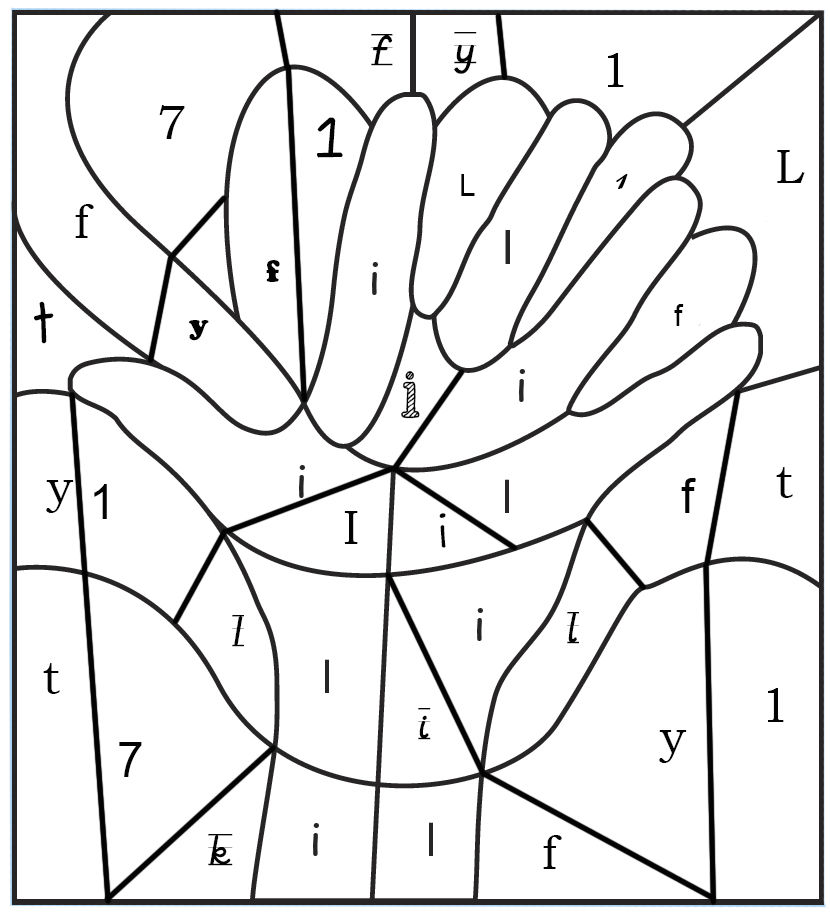 f y 1
7 1 L
f L 1
f i l
t y f f
i i
y 1 i l f t
I i
l i l
t l i y 1
7
k i l f